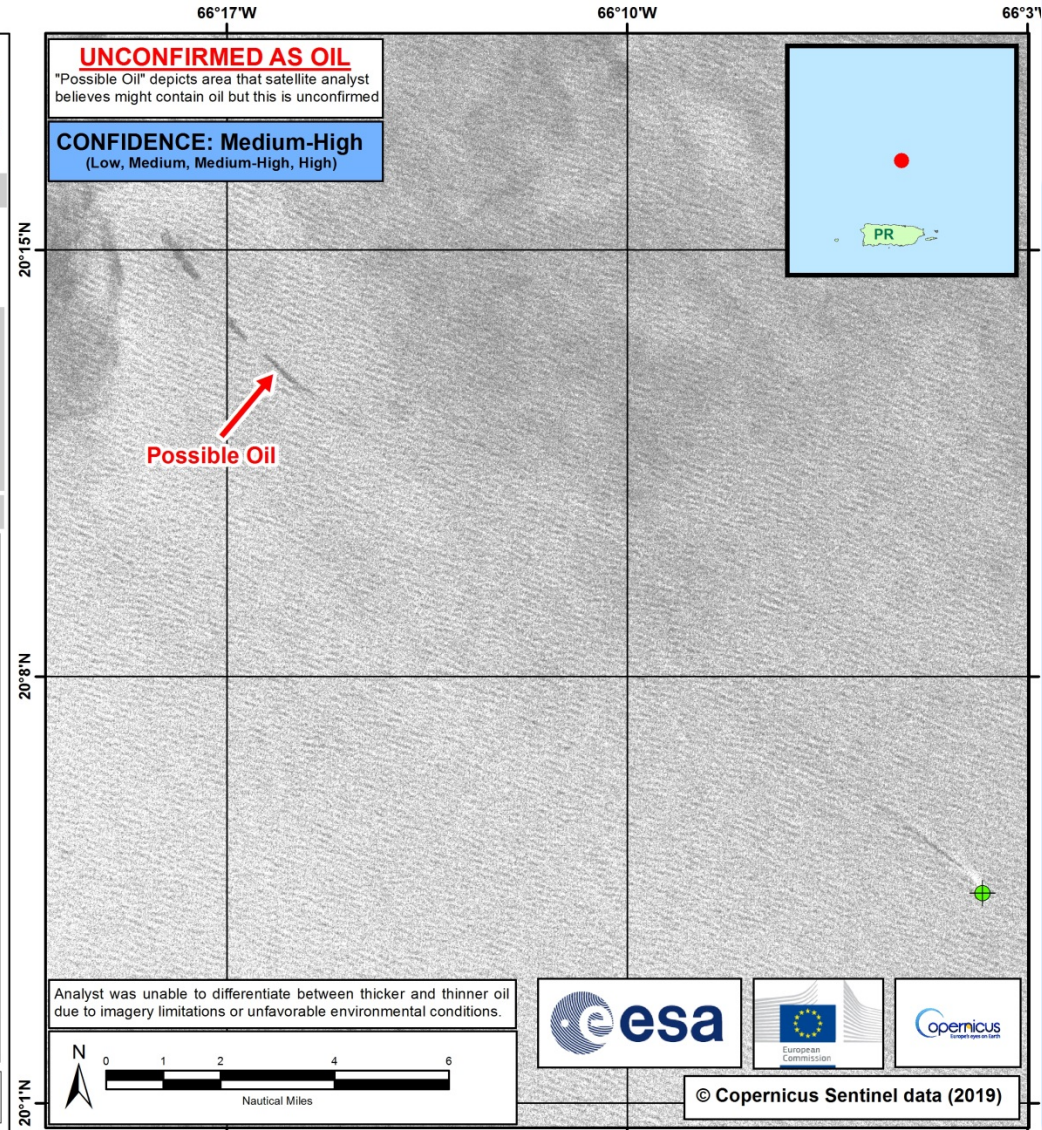 66°17'W
66°10'W
66°3'
UNCONFIRMED AS OIL
"Possible Oil" depicts area that satellite analyst
believes might contain oil but this is unconfirmed
CONFIDENCE: Medium-High
(Low, Medium, Medium-High, High)
PR
20°15'N
Possible Oil
20°8'N
Analyst was unable to differentiate between thicker and thinner oil
due to imagery limitations or unfavorable environmental conditions.
N
0 1 2 4 6
Nautical Miles
esa
European
Commission
opernicus
Europe's eyes on Earth
© Copernicus Sentinel data (2019)
20°1'N